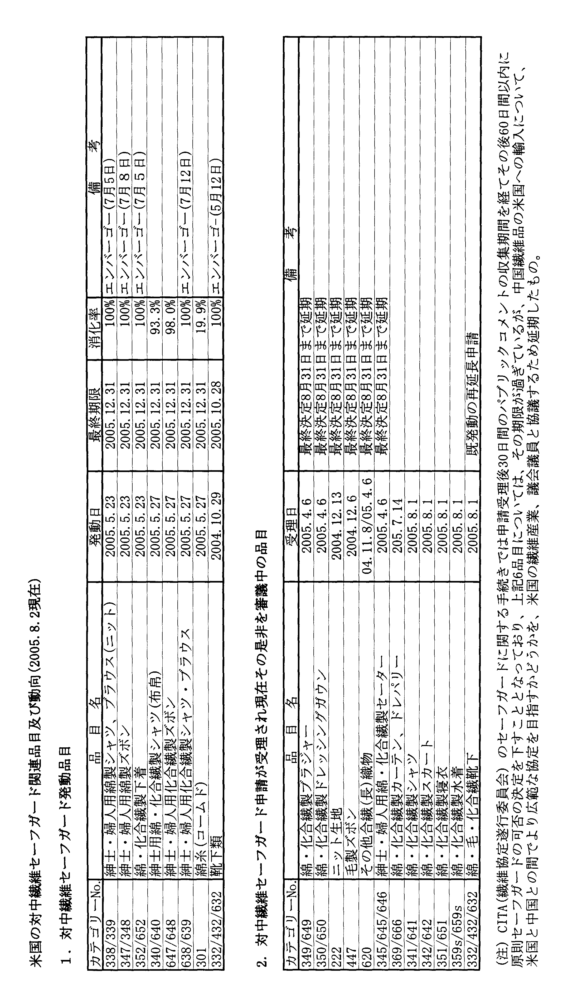 米国の対中繊維セーフガード関連品目及び動向(2005.8.2現在)
1. 対中繊維セーフガード発動品目
カテゴリーNo. 品目名 発動日 最終期限 消化率 備考
338/339 紳士・婦人用綿製シャツ、ブラウス(ニット) 2005.5.23 2005.12.31 100% エンバーゴー(7月5日)
347/348 紳士・婦人用綿製ズボン 2005.5.23 2005.12.31 100% エンバーゴー(7月8日)
352/652 綿・化合繊製下着 2005.5.23 2005.12.31 100% エンバーゴー(7月5日)
340/640 紳士用綿・化合繊製シャツ(布帛) 2005.5.27 2005.12.31 93.3%
647/648 紳士・婦人用化合繊製ズボン 2005.5.27 2005.12.31 98.0%
638/639 紳士・婦人用化合繊製シャツ・ブラウス 2005.5.27 2005.12.31 100% エンバーゴー(7月12日)
301 綿糸(コームド) 2005.5.27 2005.12.31 19.9%
332/432/632 靴下類 2004.10.29 2005.10.28 100% エンバーゴ-(5月12日)
2. 対中繊維セーフガード申請が受理され現在その是非を審議中の品目
カテゴリーNo. 品目名 受理日 備考
349/649 綿・化合繊製ブラジャー 2005.4.6 最終決定8月31日まで延期
350/650 綿・化合繊製ドレッシングガウン 2005.4.6 最終決定8月31日まで延期
222 ニット生地 2004.12.13 最終決定8月31日まで延期
447 毛製ズボン 2004.12.6 最終決定8月31日まで延期
620 その他合繊(長)織物 04.11.8/05.4.6 最終決定8月31日まで延期
345/645/646 紳士・婦人用綿・化合繊製セーター 2005.4.6 最終決定8月31日まで延期
369/666 綿・化合繊製カーテン、ドレパリー 205.7.14
341/641 綿・化合繊製シャツ 2005.8.1
342/642 綿・化合繊製スカート 2005.8.1
351/651 綿・化合繊製寝衣 2005.8.1
359s/659s 綿・化合繊製水着 2005.8.1
332/432/632 綿・毛・化合繊靴下 2005.8.1 既発動の再延長申請
(注) CITA(繊維協定遂行委員会) のセーフガードに関する手続きでは申請受理後30日間のパブリックコメントの収集期間を経てその後60日間以内に
原則セーフガードの可否の決定を下すこととなっており、上記6品目については、その期限が過ぎているが、中国繊維品の米国への輸入について、
米国と中国との間でより広範な協定を目指すかどうかを、米国の繊維産業、議会議員と協議するため延期したもの。